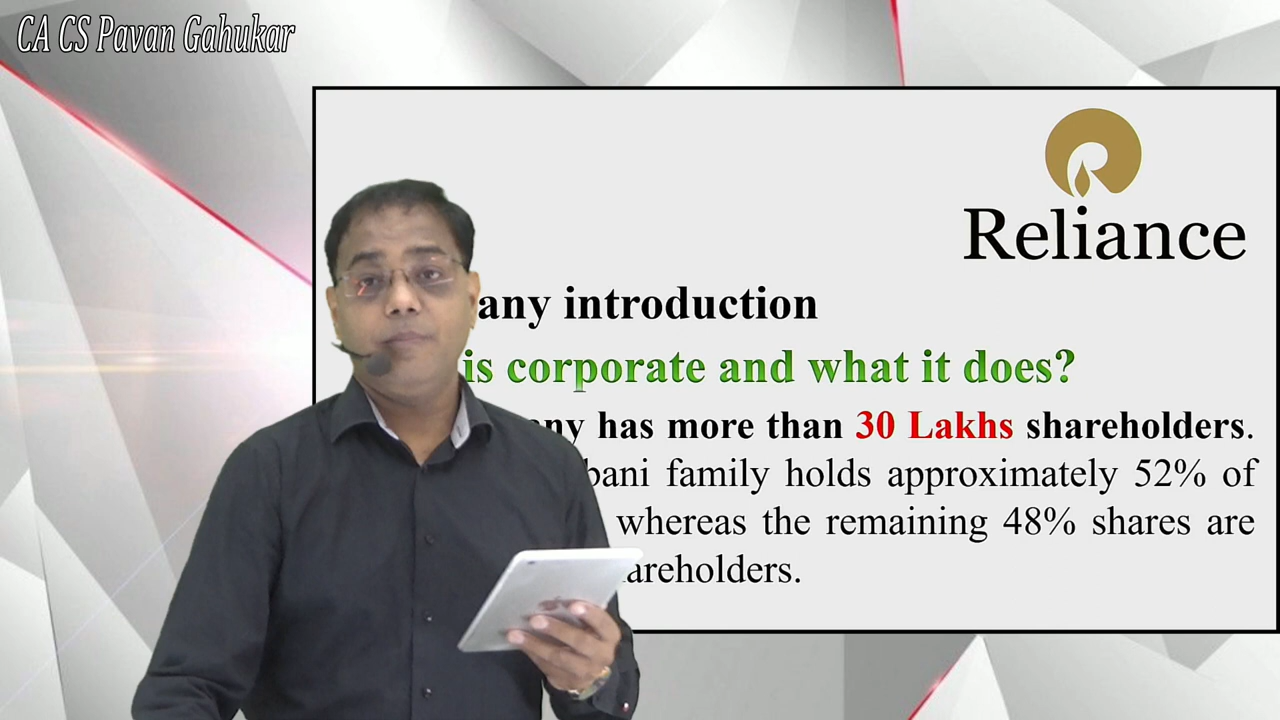 CA CS Pavan Gahukar
Reliance
any introduction
is corporate and what it does?
any has more than 30 Lakhs shareholders.
bani family holds approximately 52% of
whereas the remaining 48% shares are
areholders.